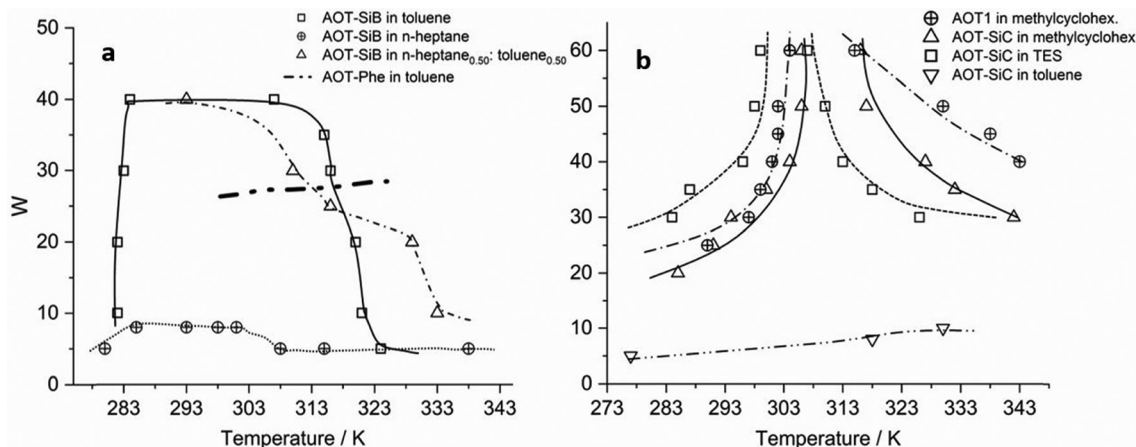 a
AOT-SiB in toluene
AOT-SiB in n-heptane
AOT-SiB in n-heptane0.50: toluene0.50
AOT-Phe in toluene
50
40
30
20
10
0
W
283 293 303 313 323 333 343
Temperature / K
b
AOT1 in methylcyclohex.
AOT-SiC in methylcyclohex
AOT-SiC in TES
AOT-SiC in toluene
60
50
40
30
20
10
0
273 283 293 303 313 323 333 343
Temperature / K